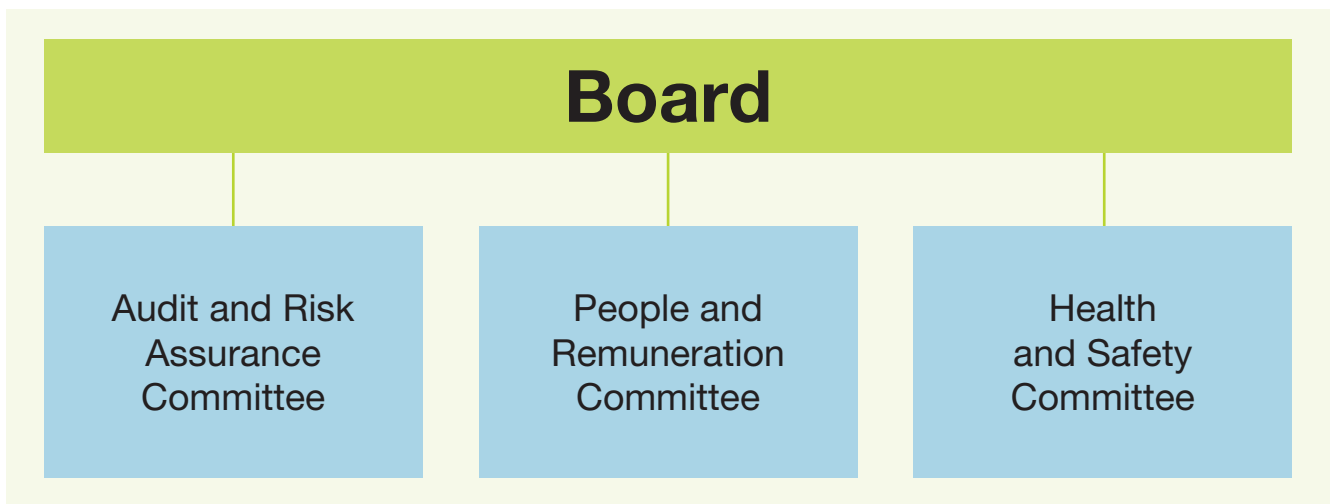 Board
Audit and Risk
Assurance
Committee
People and
Remuneration
Committee
Health
and Safety
Committee